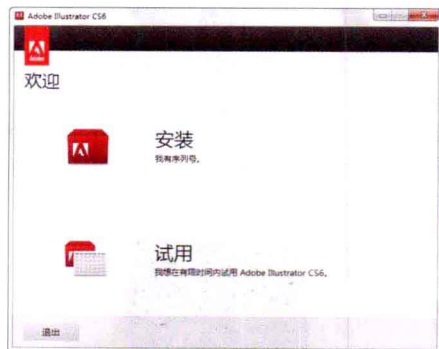 Adobe Illustrator CS6
Adobe
欢迎
安装
我有序列号。
试用
我想在有限时间内试用 Adobe Illustrator CS6。
退出